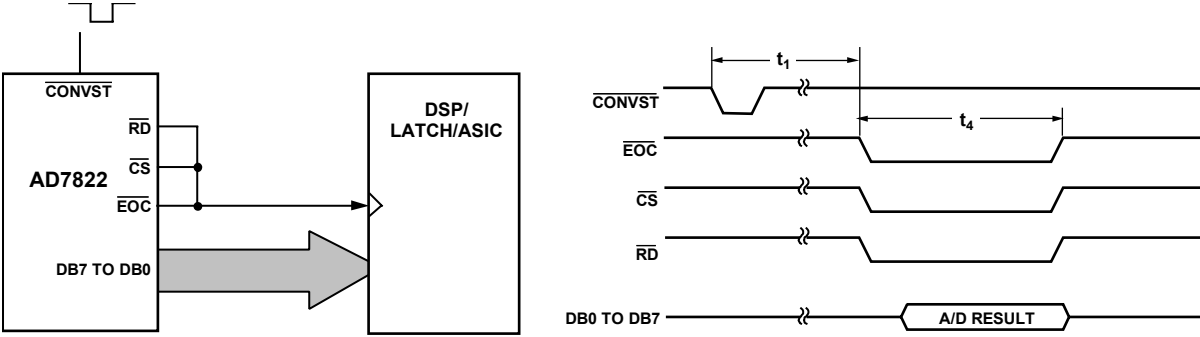 CONVST
RD
CS
AD7822
EOC
DB7 TO DB0
DSP/
LATCH/ASIC
t1
CONVST
t4
EOC
CS
RD
DB0 TO DB7
A/D RESULT